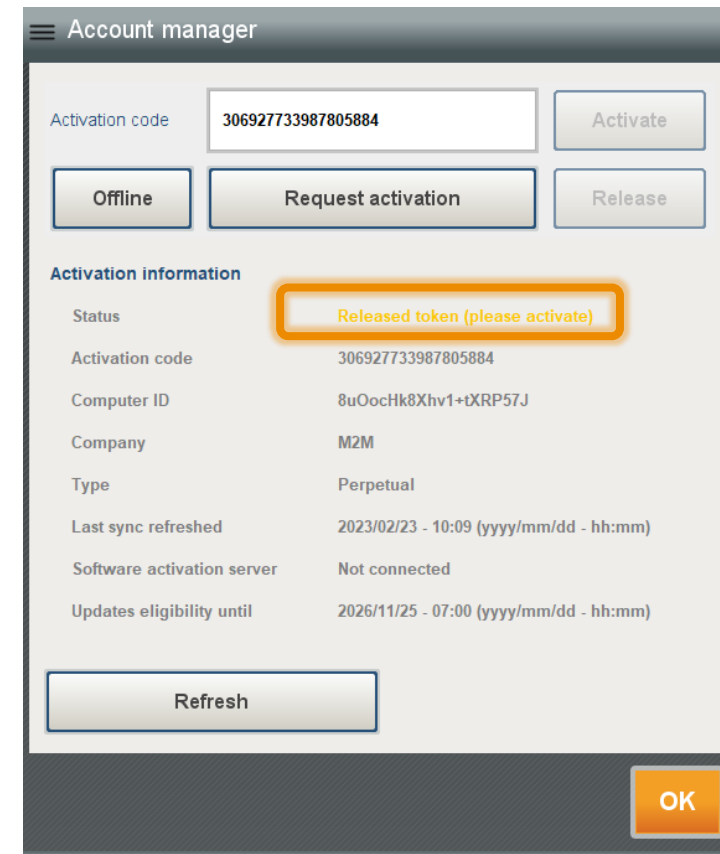 Account manager
Activation code 306927733987805884 Activate
Offline Request activation Release
Activation information
Status Released token (please activate)
Activation code 306927733987805884
Computer ID 8uOocHk8Xhv1+tXRP57J
Company M2M
Type Perpetual
Last sync refreshed 2023/02/23 - 10:09 (yyyy/mm/dd - hh:mm)
Software activation server Not connected
Updates eligibility until 2026/11/25 - 07:00 (yyyy/mm/dd - hh:mm)
Refresh
OK